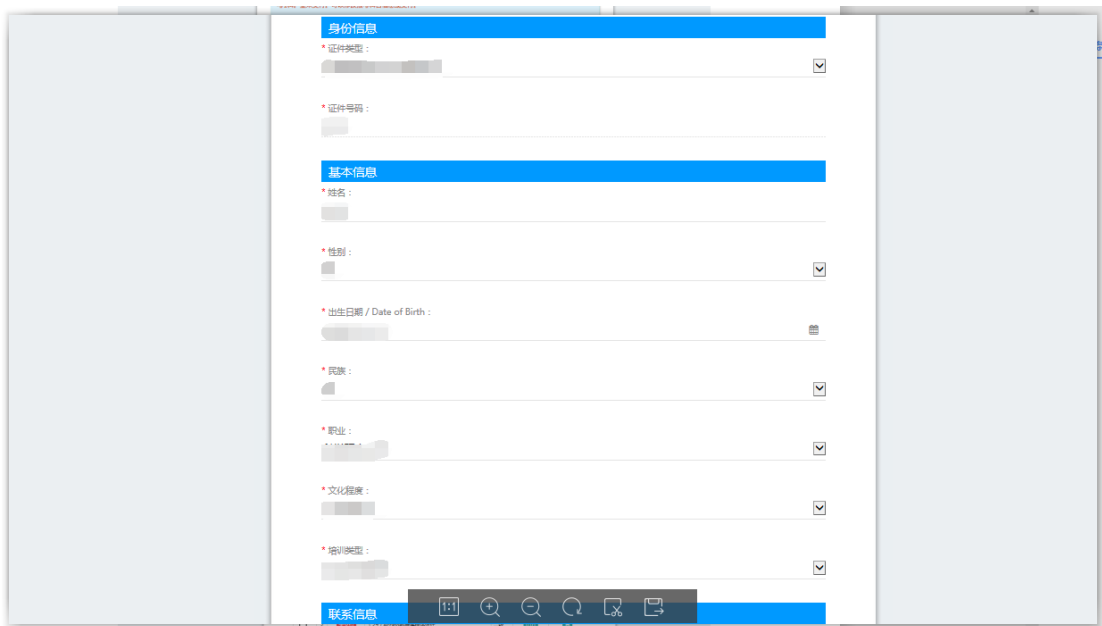 身份信息
* 证件类型：
* 证件号码：
基本信息
* 姓名：
* 性别：
* 出生日期 / Date of Birth：
* 民族：
* 职业：
* 文化程度：
* 培训类型：
联系信息
1:1